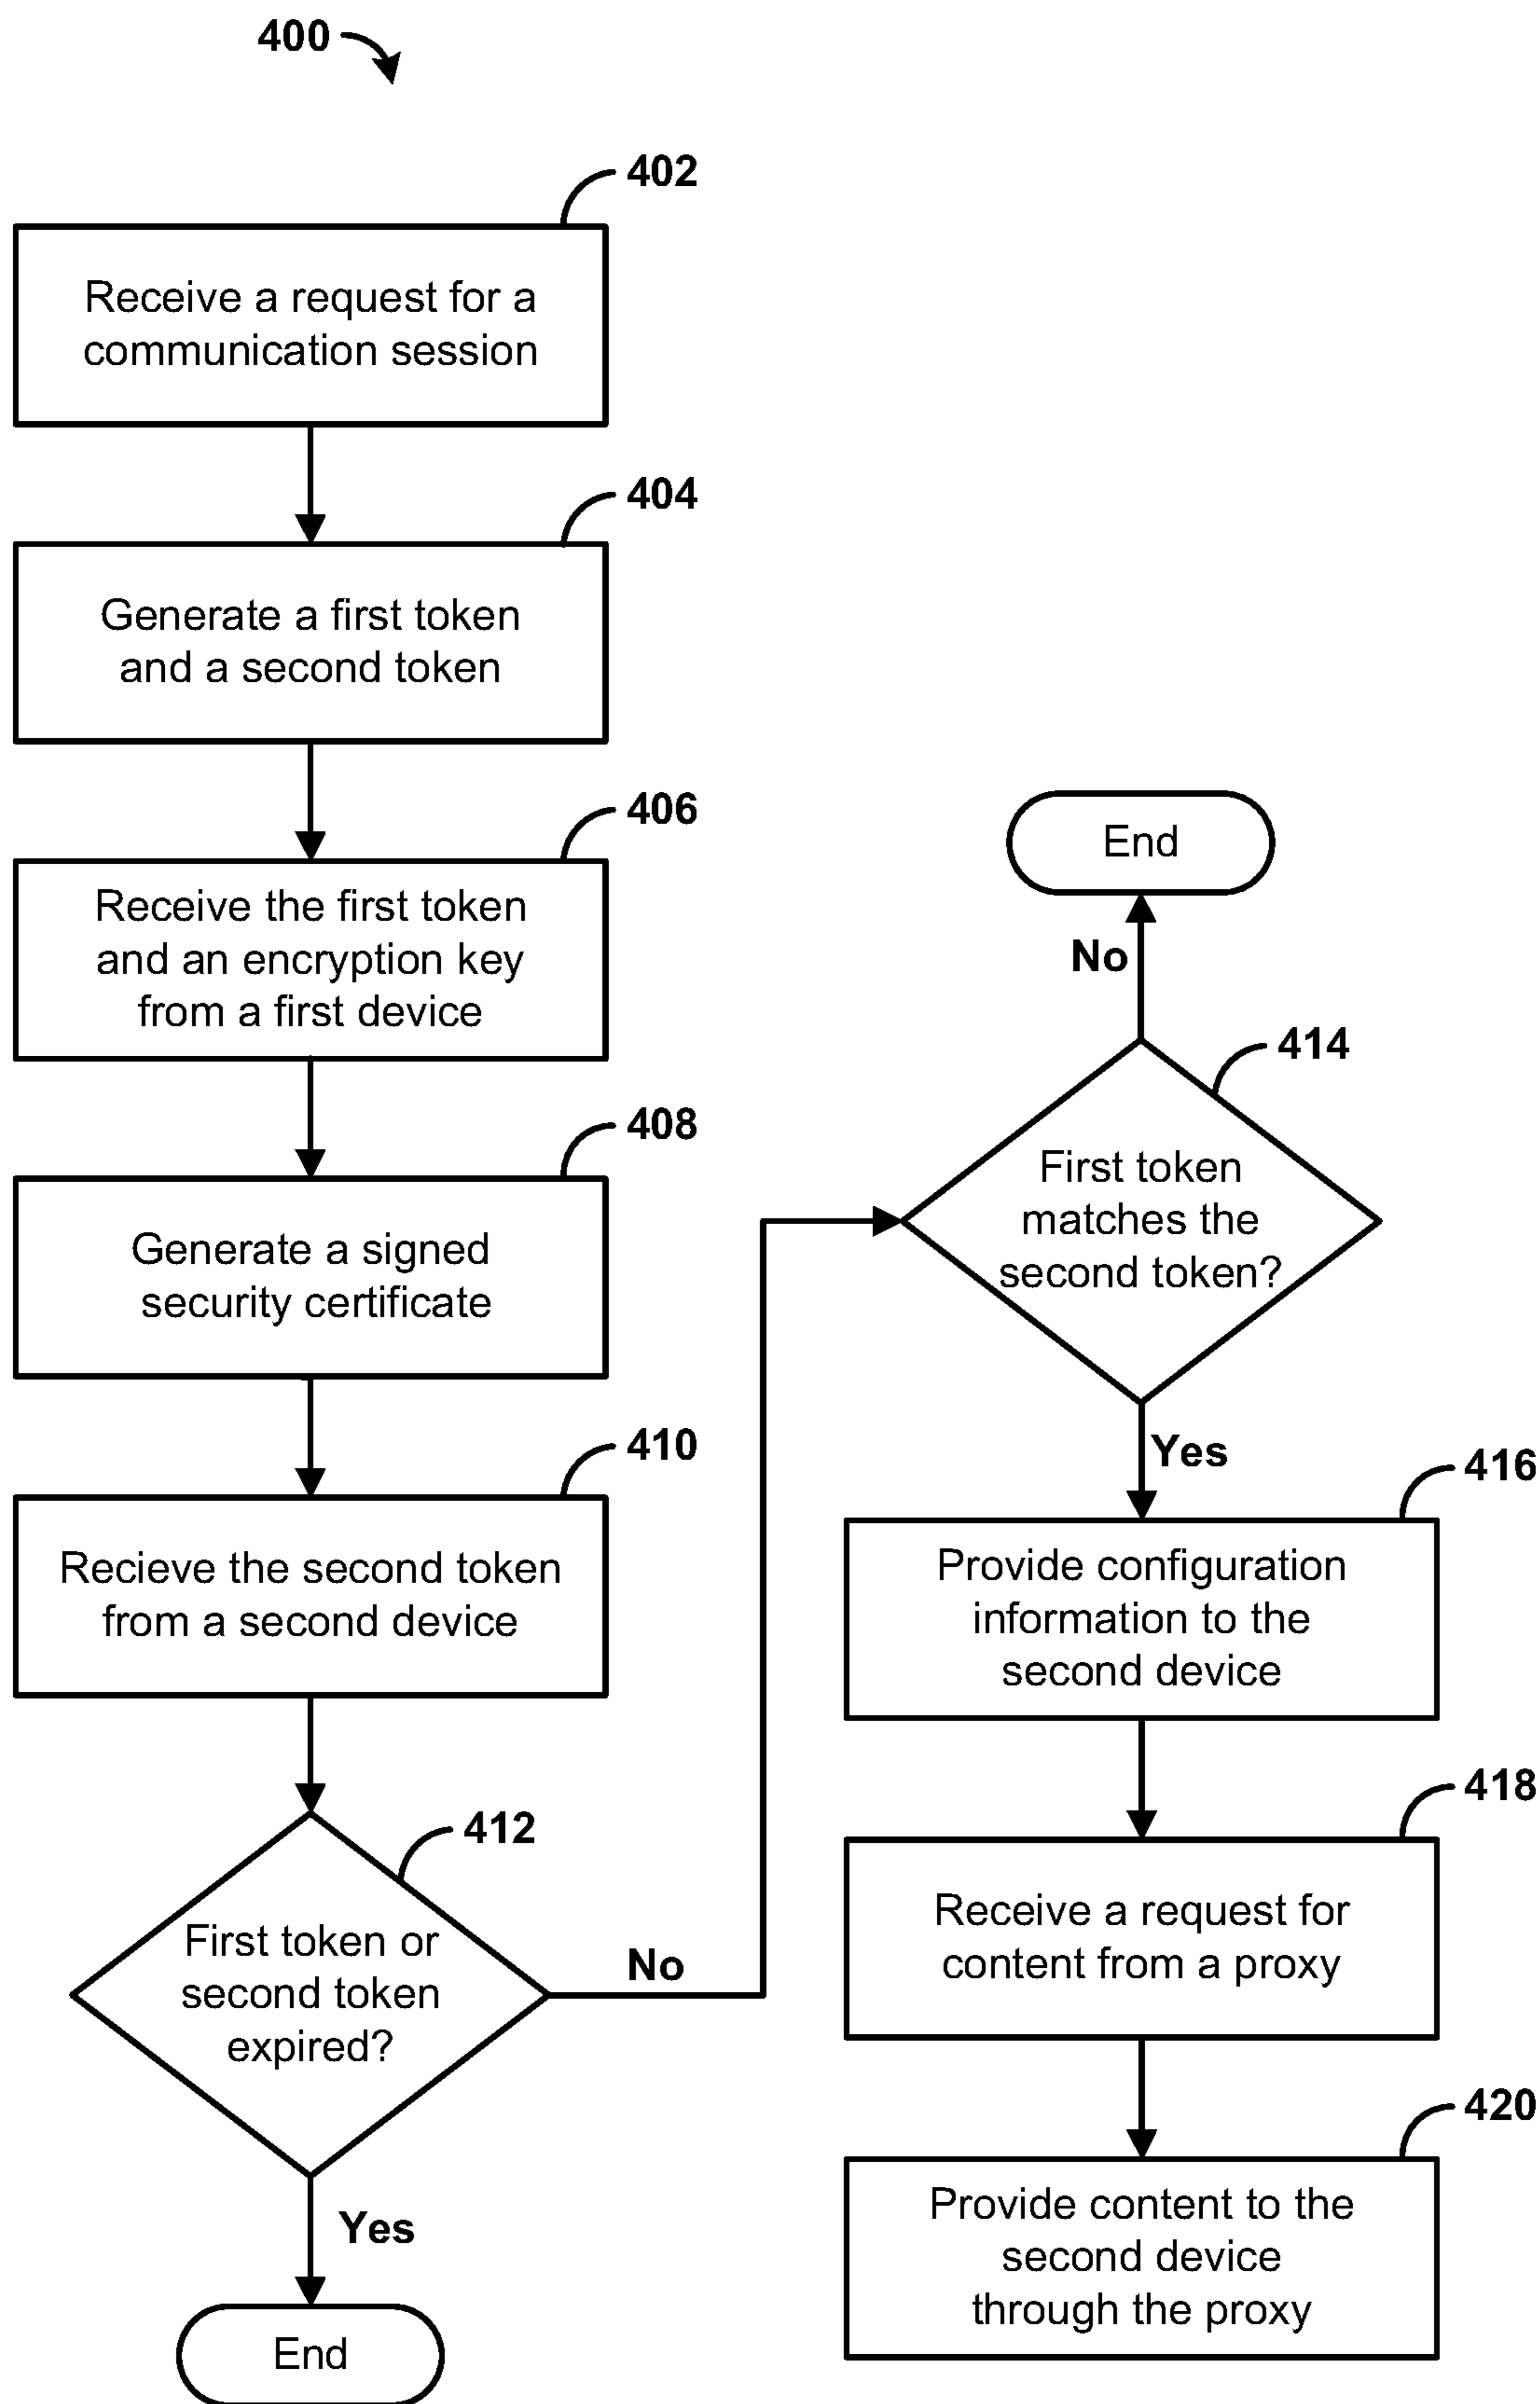 400
402
Receive a request for a
communication session
404
Generate a first token
and a second token
406
Receive the first token
and an encryption key
from a first device
408
Generate a signed
security certificate
410
Recieve the second token
from a second device
412
First token or
second token
expired?
No
Yes
End
End
No
414
First token
matches the
second token?
Yes
416
Provide configuration
information to the
second device
418
Receive a request for
content from a proxy
420
Provide content to the
second device
through the proxy